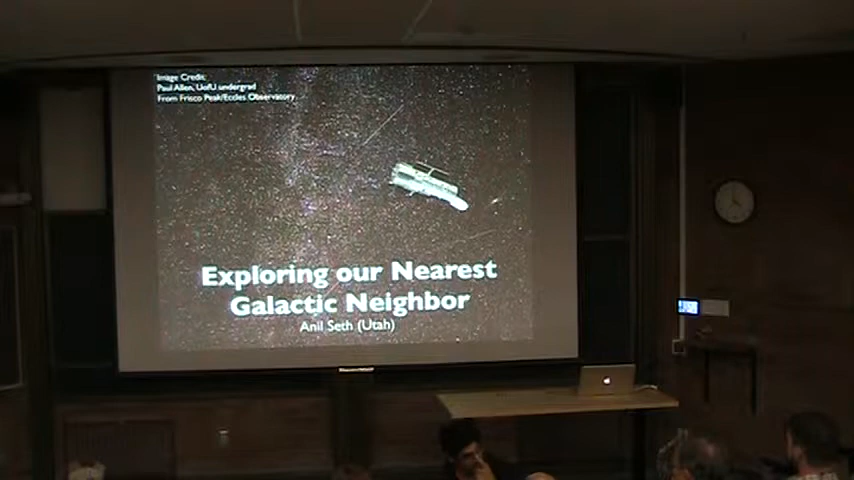 Image Credit:
Paul Allen, UofU undergrad
From Frisco Peak/Eccles Observatory
Exploring our Nearest
Galactic Neighbor
Anil Seth (Utah)